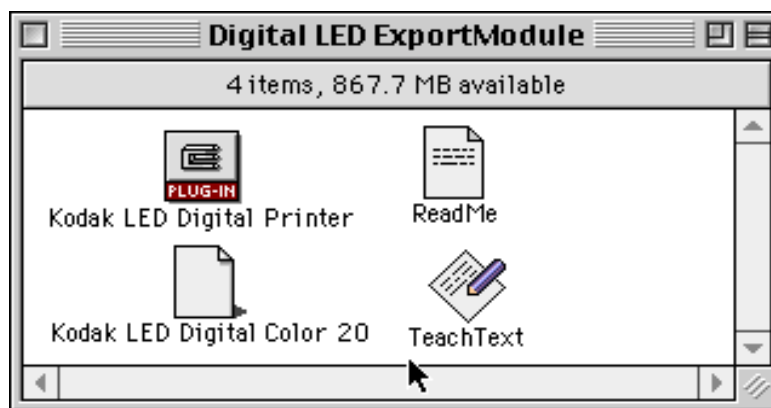 Digital LED ExportModule
4 items, 867.7 MB available
PLUG-IN
Kodak LED Digital Printer
ReadMe
Kodak LED Digital Color 20
TeachText